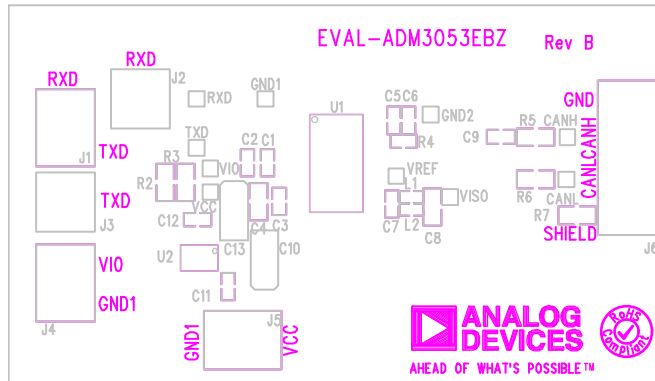 EVAL-ADM3053EBZ Rev B
RXD
J2
RXD
RXD
GND1
U1
C5
C6
GND2
GND
TXD
J1
TXD
C2
C1
R4
C9
R5
CANH
CANH
R3
R2
VIO
VREF
L1
VISO
R6
CANL
CANL
TXD
J3
VCC
C12
C4
C3
C7
L2
C8
R7
SHIELD
U2
C13
C10
J6
VIO
GND1
J4
C11
GND1
J5
VCC
ANALOG
DEVICES
AHEAD OF WHAT'S POSSIBLE™
RoHS
Compliant